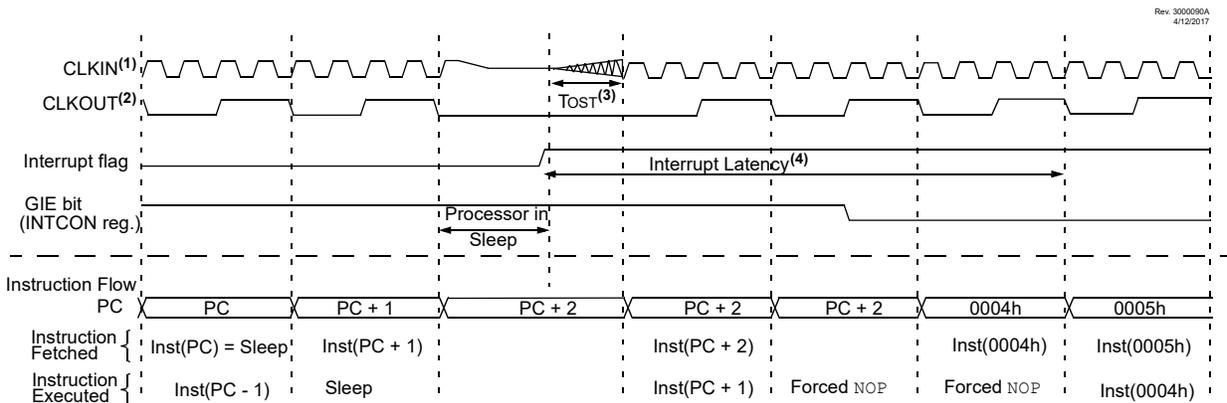 Rev. 3000090A
4/12/2017
CLKIN(1)
CLKOUT(2)
TOST(3)
Interrupt flag
Interrupt Latency(4)
GIE bit
(INTCON reg.)
Processor in
Sleep
Instruction Flow
PC
PC
PC + 1
PC + 2
PC + 2
PC + 2
0004h
0005h
Instruction
Fetched
Inst(PC) = Sleep
Inst(PC + 1)
Inst(PC + 2)
Inst(0004h)
Inst(0005h)
Instruction
Executed
Inst(PC - 1)
Sleep
Inst(PC + 1)
Forced NOP
Forced NOP
Inst(0004h)